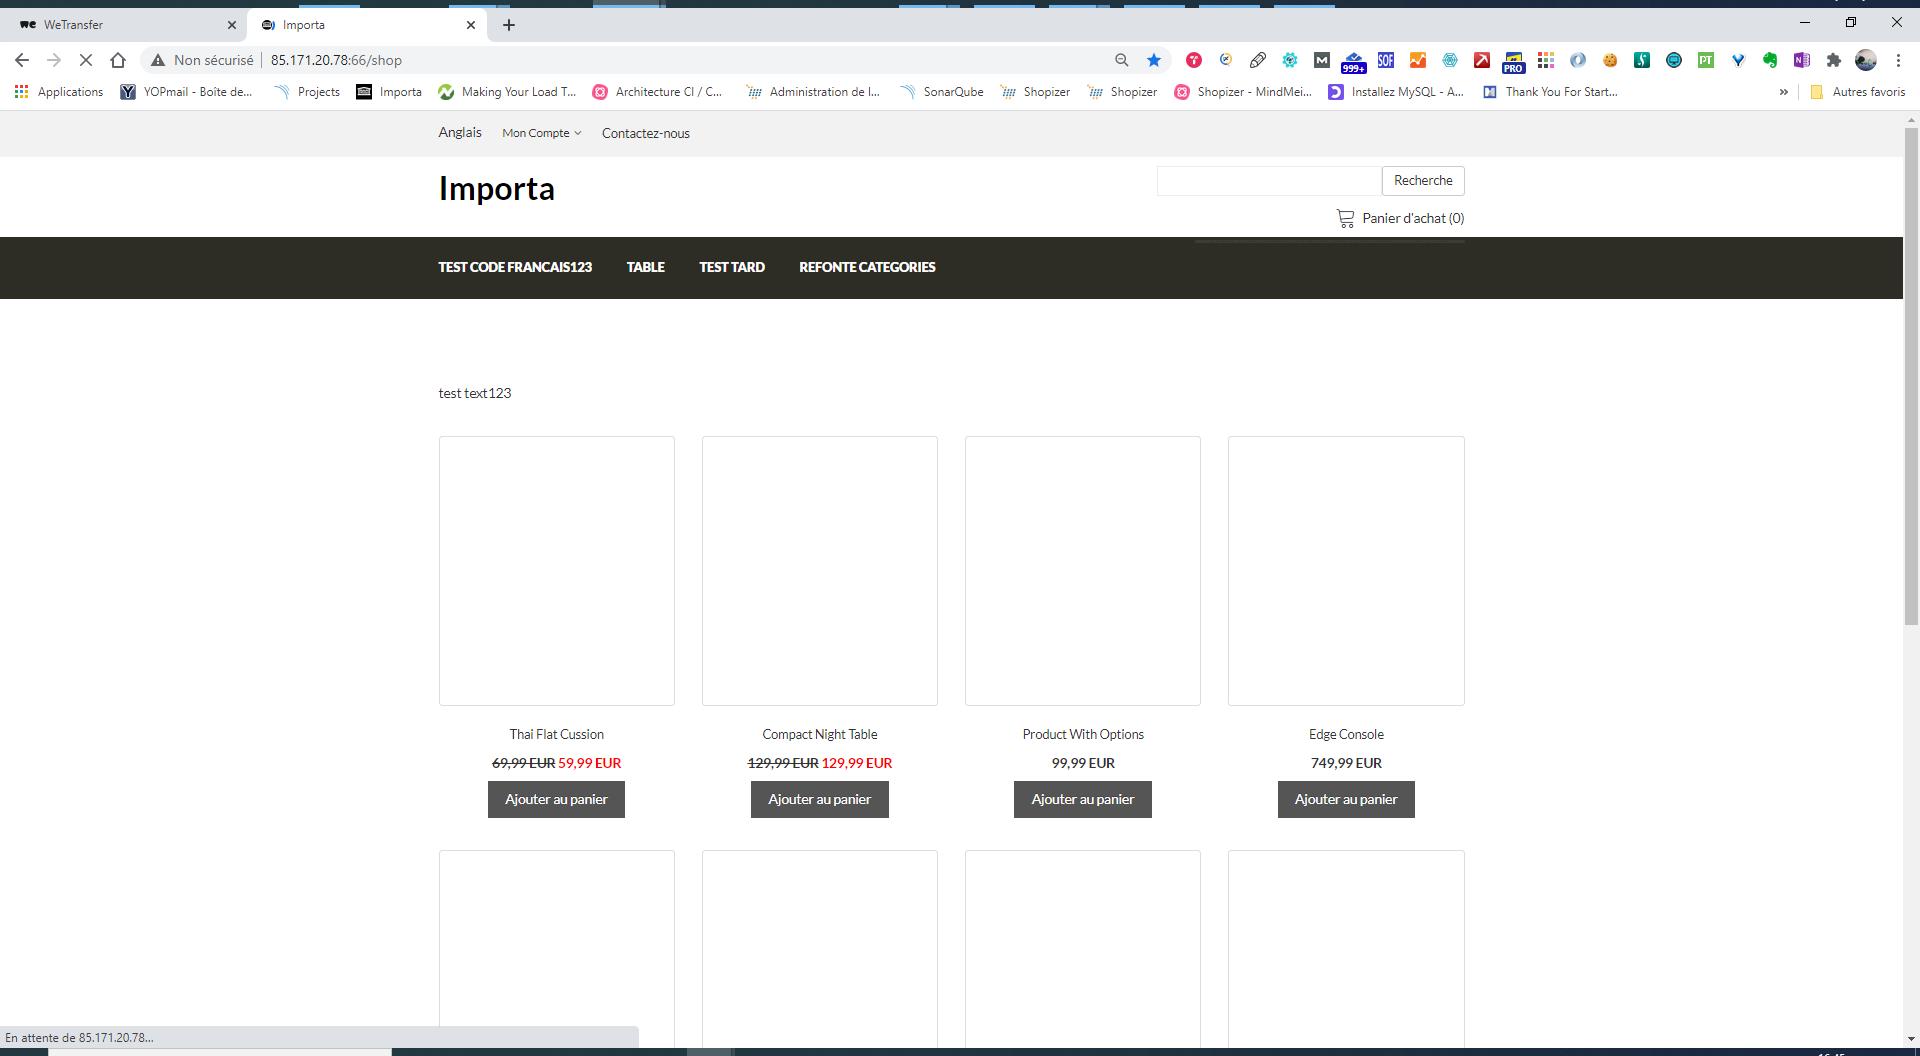 WeTransfer
Importa
Non sécurisé
85.171.20.78:66/shop
999+
SOF
PRO
PT
Applications
YOPmail - Boîte de...
Projects
Importa
Making Your Load T...
Architecture CI / C...
Administration de l...
SonarQube
Shopizer
Shopizer
Shopizer - MindMei...
Installez MySQL - A...
Thank You For Start...
»
Autres favoris
Anglais
Mon Compte
Contactez-nous
Importa
Recherche
Panier d'achat (0)
TEST CODE FRANCAIS123
TABLE
TEST TARD
REFONTE CATEGORIES
test text123
Thai Flat Cussion
Compact Night Table
Product With Options
Edge Console
69,99 EUR 59,99 EUR
129,99 EUR 129,99 EUR
99,99 EUR
749,99 EUR
Ajouter au panier
Ajouter au panier
Ajouter au panier
Ajouter au panier
En attente de 85.171.20.78...